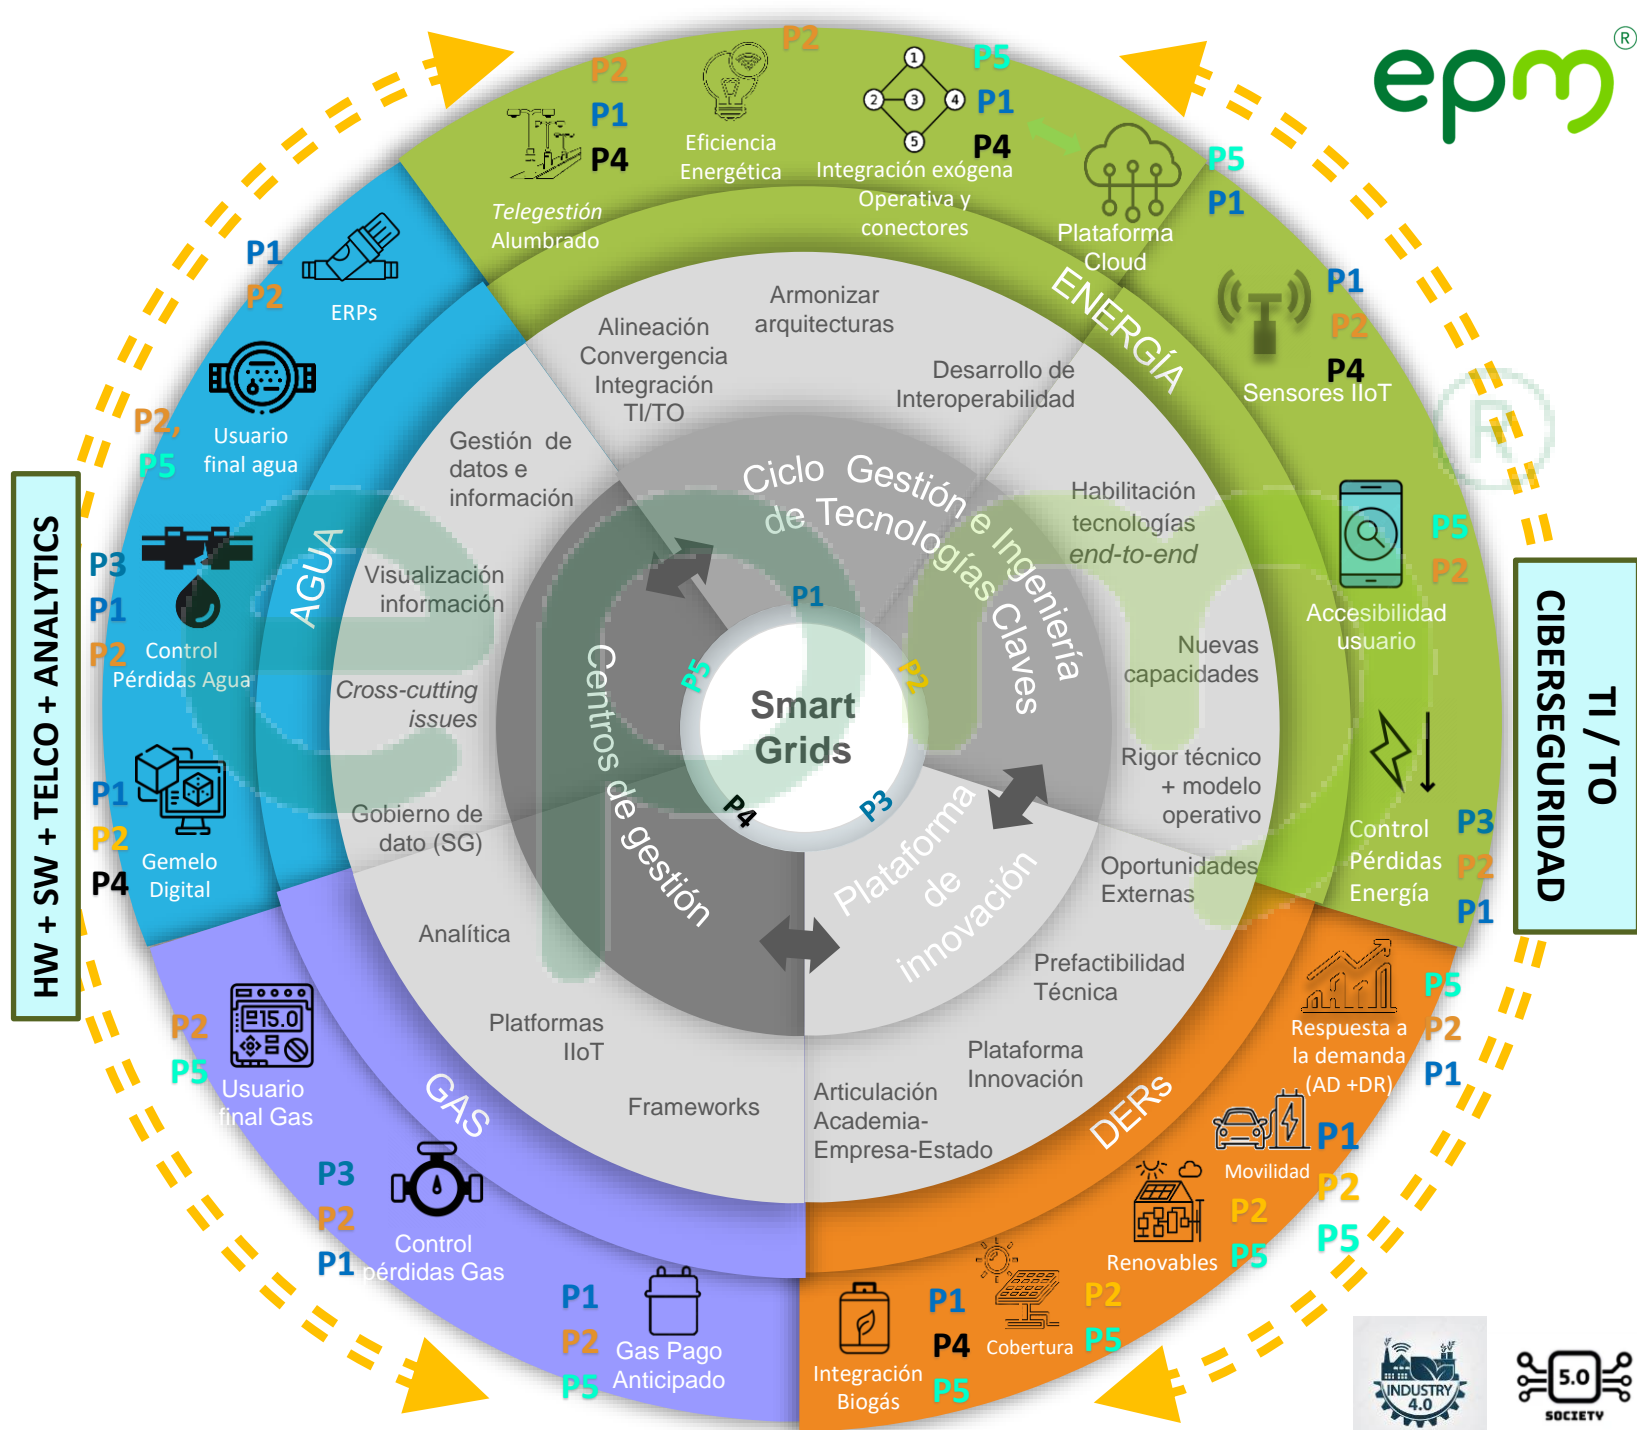 epm
®
P2
P2
P1
P4
Telegestión
Alumbrado
Eficiencia
Energética
1
2
3
4
5
P5
P1
P4
Integración exógena
Operativa y
conectores
P5
P1
Plataforma
Cloud
P1
P2
P4
Sensores IIoT
P5
P2
Accesibilidad
usuario
Control
Pérdidas
Energía
P3
P2
P1
ENERGÍA
P1
P2
ERPs
P2,
P5
Usuario
final agua
P3
P1
P2
Control
Pérdidas Agua
P1
P2
P4
Gemelo
Digital
AGUA
P2
P5
15.0
Usuario
final Gas
P3
P2
P1
Control
pérdidas Gas
P1
P2
P5
Gas Pago
Anticipado
GAS
P5
P2
P1
Respuesta a
la demanda
(AD +DR)
P1
P2
P5
Movilidad
P2
P5
Renovables
P2
P5
Cobertura
P1
P4
P5
Integración
Biogás
DERs
Alineación
Convergencia
Integración
TI/TO
Armonizar
arquitecturas
Desarrollo de
Interoperabilidad
Habilitación
tecnologías
end-to-end
Nuevas
capacidades
Rigor técnico
+ modelo
operativo
Oportunidades
Externas
Prefactibilidad
Técnica
Plataforma
Innovación
Articulación
Academia-
Empresa-Estado
Gestión de
datos e
información
Visualización
información
Cross-cutting
issues
Gobierno de
dato (SG)
Analítica
Platformas
IIoT
Frameworks
Ciclo Gestión e Ingeniería
de Tecnologías Claves
Centros de gestión
Plataforma
de
innovación
P1
P2
P3
P4
P5
Smart
Grids
HW + SW + TELCO + ANALYTICS
TI / TO
CIBERSEGURIDAD
epm
®
INDUSTRY
4.0
5.0
SOCIETY